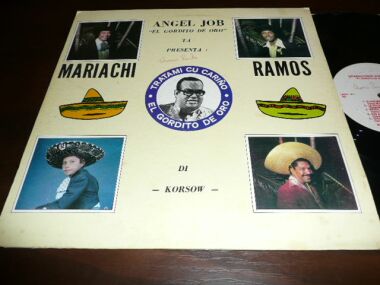 ANGEL JOB
"EL GORDITO DE ORO"
TA
PRESENTA :
MARIACHI
RAMOS
TRATAMI CU CARIÑO
EL GORDITO DE ORO
DI
- KORSOW -